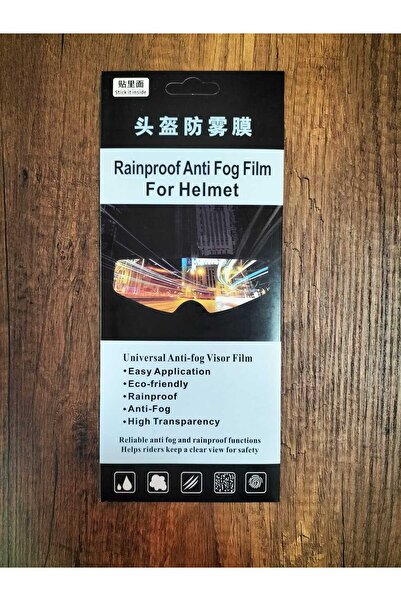 贴里面
Stick it inside
头盔防雾膜
Rainproof Anti Fog Film
For Helmet
Universal Anti-fog Visor Film
•Easy Application
•Eco-friendly
•Rainproof
•Anti-Fog
•High Transparency
Reliable anti fog and rainproof functions
Helps riders keep a clear view for safety